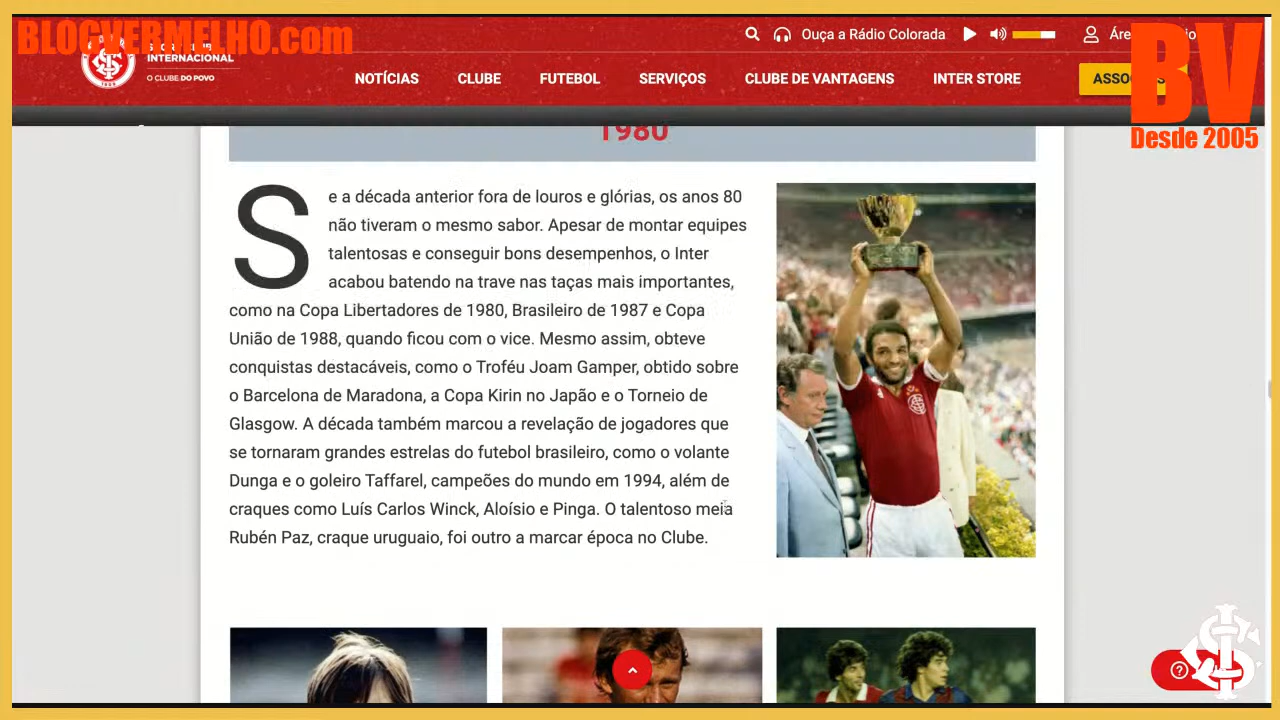 BLOGVERMELHO.com
INTERNACIONAL
O CLUBE DO POVO
Ouça a Rádio Colorada
BV
Desde 2005
NOTÍCIAS CLUBE FUTEBOL SERVIÇOS CLUBE DE VANTAGENS INTER STORE
1980
Se a década anterior fora de louros e glórias, os anos 80
não tiveram o mesmo sabor. Apesar de montar equipes
talentosas e conseguir bons desempenhos, o Inter
acabou batendo na trave nas taças mais importantes,
como na Copa Libertadores de 1980, Brasileiro de 1987 e Copa
União de 1988, quando ficou com o vice. Mesmo assim, obteve
conquistas destacáveis, como o Troféu Joam Gamper, obtido sobre
o Barcelona de Maradona, a Copa Kirin no Japão e o Torneio de
Glasgow. A década também marcou a revelação de jogadores que
se tornaram grandes estrelas do futebol brasileiro, como o volante
Dunga e o goleiro Taffarel, campeões do mundo em 1994, além de
craques como Luís Carlos Winck, Aloísio e Pinga. O talentoso meia
Rubén Paz, craque uruguaio, foi outro a marcar época no Clube.